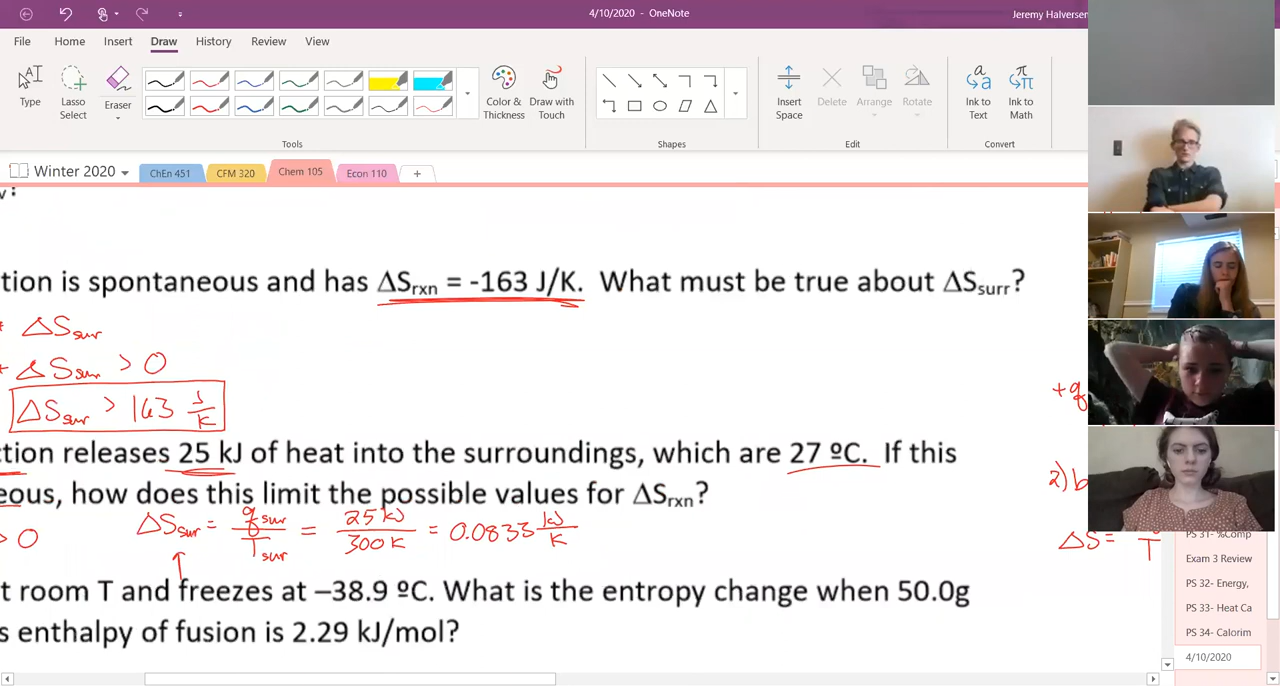 4/10/2020 - OneNote
Jeremy Halversen
File Home Insert Draw History Review View
Type
Lasso Select
Eraser
Color & Thickness
Draw with Touch
Insert Space
Delete
Arrange
Rotate
Ink to Text
Ink to Math
Tools
Shapes
Edit
Convert
Winter 2020
ChEn 451
CFM 320
Chem 105
Econ 110
+
tion is spontaneous and has ΔSrxn = -163 J/K. What must be true about ΔSsurr?
+ ΔSsur
+ ΔSsur > 0
ΔSsur > 163 J/K
+q
ction releases 25 kJ of heat into the surroundings, which are 27 ºC. If this
eous, how does this limit the possible values for ΔSrxn?
2) b
> 0
ΔSsur = qsur/Tsur = 25 kJ/300 K = 0.0833 kJ/K
ΔS = /T
t room T and freezes at –38.9 ºC. What is the entropy change when 50.0g
s enthalpy of fusion is 2.29 kJ/mol?
PS 31- %Comp
Exam 3 Review
PS 32- Energy,
PS 33- Heat Ca
PS 34- Calorim
4/10/2020